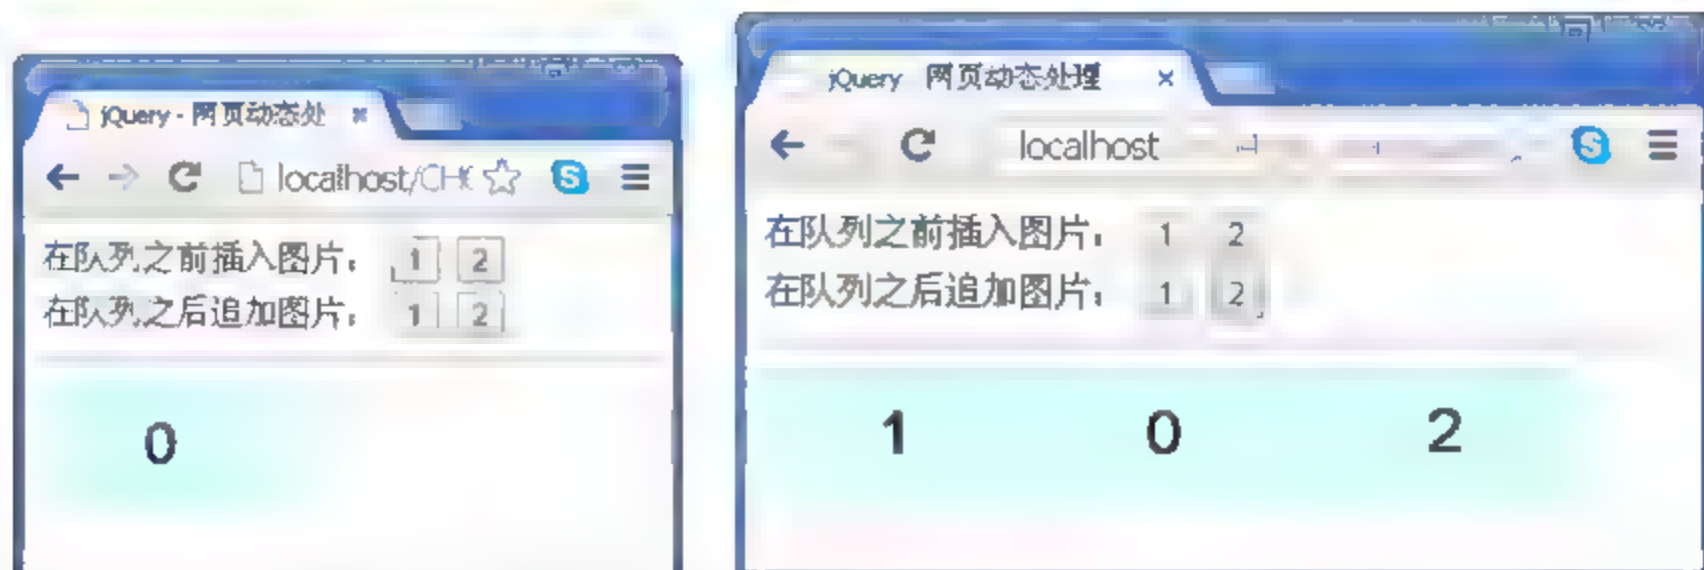 jQuery - 网页动态处
localhost/CH
在队列之前插入图片： 1 2
在队列之后追加图片： 1 2
0
jQuery 网页动态处理
localhost
在队列之前插入图片： 1 2
在队列之后追加图片： 1 2
1 0 2